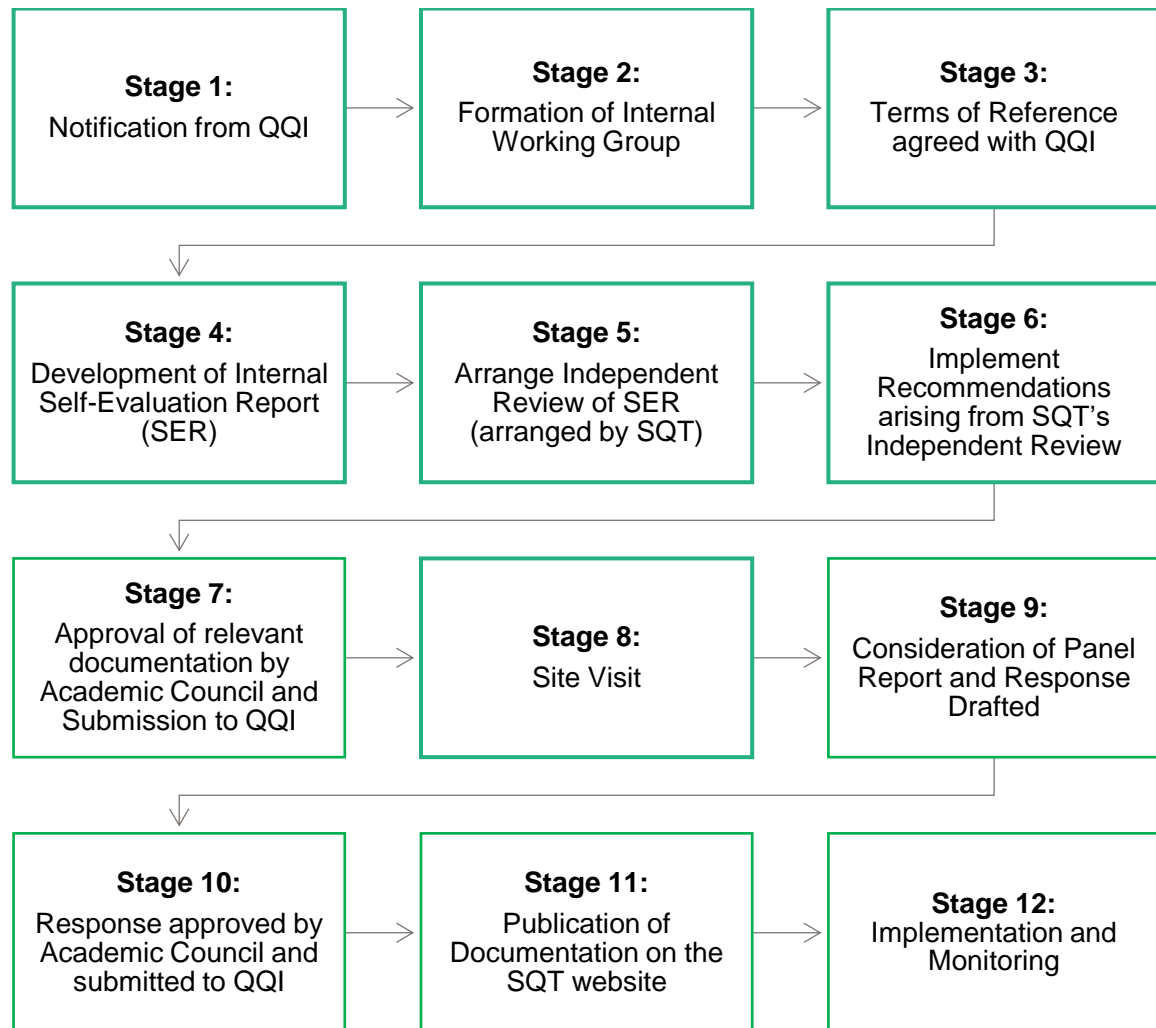 Stage 1:
Notification from QQI
Stage 2:
Formation of Internal
Working Group
Stage 3:
Terms of Reference
agreed with QQI
Stage 4:
Development of Internal
Self-Evaluation Report
(SER)
Stage 5:
Arrange Independent
Review of SER
(arranged by SQT)
Stage 6:
Implement
Recommendations
arising from SQT’s
Independent Review
Stage 7:
Approval of relevant
documentation by
Academic Council and
Submission to QQI
Stage 8:
Site Visit
Stage 9:
Consideration of Panel
Report and Response
Drafted
Stage 10:
Response approved by
Academic Council and
submitted to QQI
Stage 11:
Publication of
Documentation on the
SQT website
Stage 12:
Implementation and
Monitoring